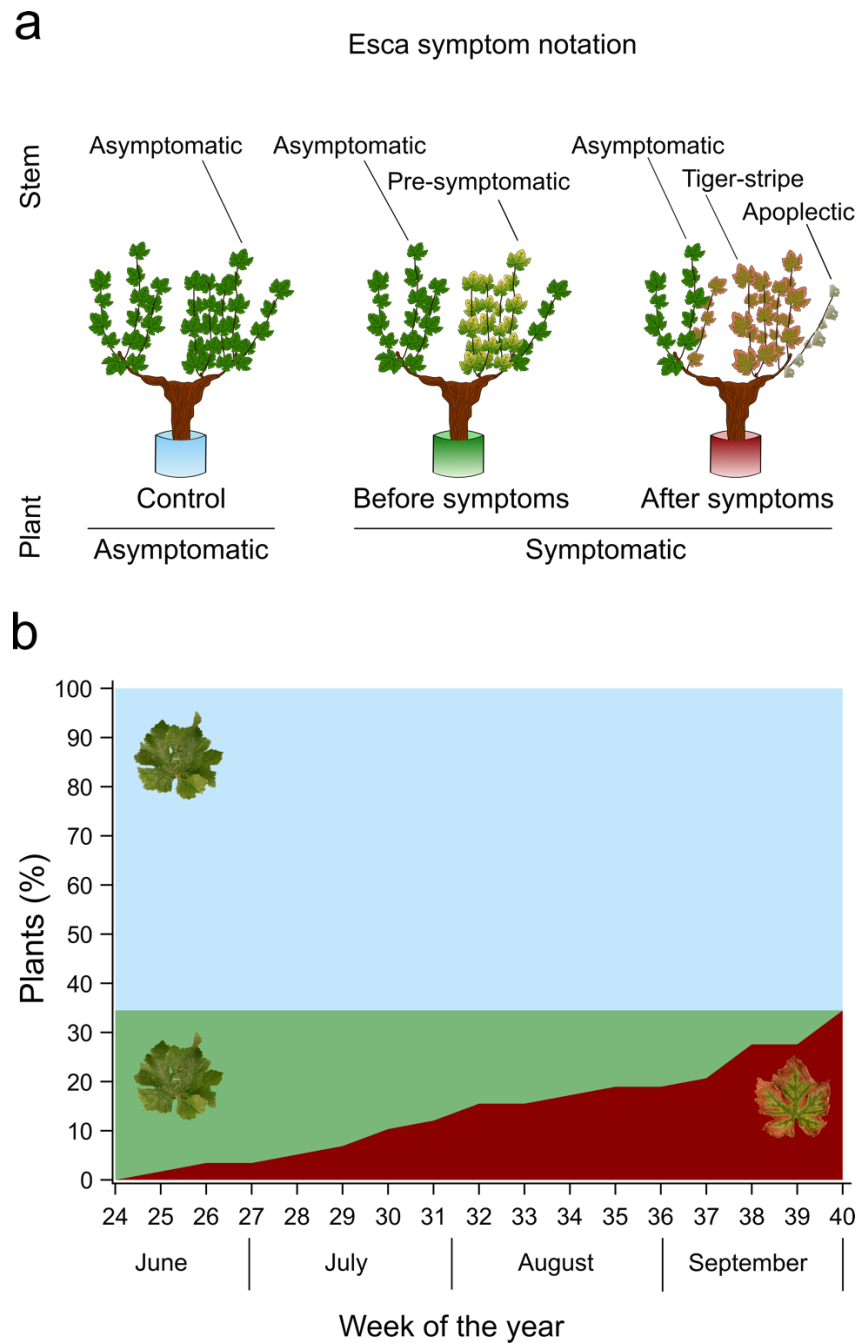 a
Esca symptom notation
Stem
Asymptomatic
Asymptomatic
Pre-symptomatic
Asymptomatic
Tiger-stripe
Apoplectic
Plant
Control
Before symptoms
After symptoms
Asymptomatic
Symptomatic
b
Plants (%)
100
90
80
70
60
50
40
30
20
10
0
24 25 26 27 28 29 30 31 32 33 34 35 36 37 38 39 40
June July August September
Week of the year